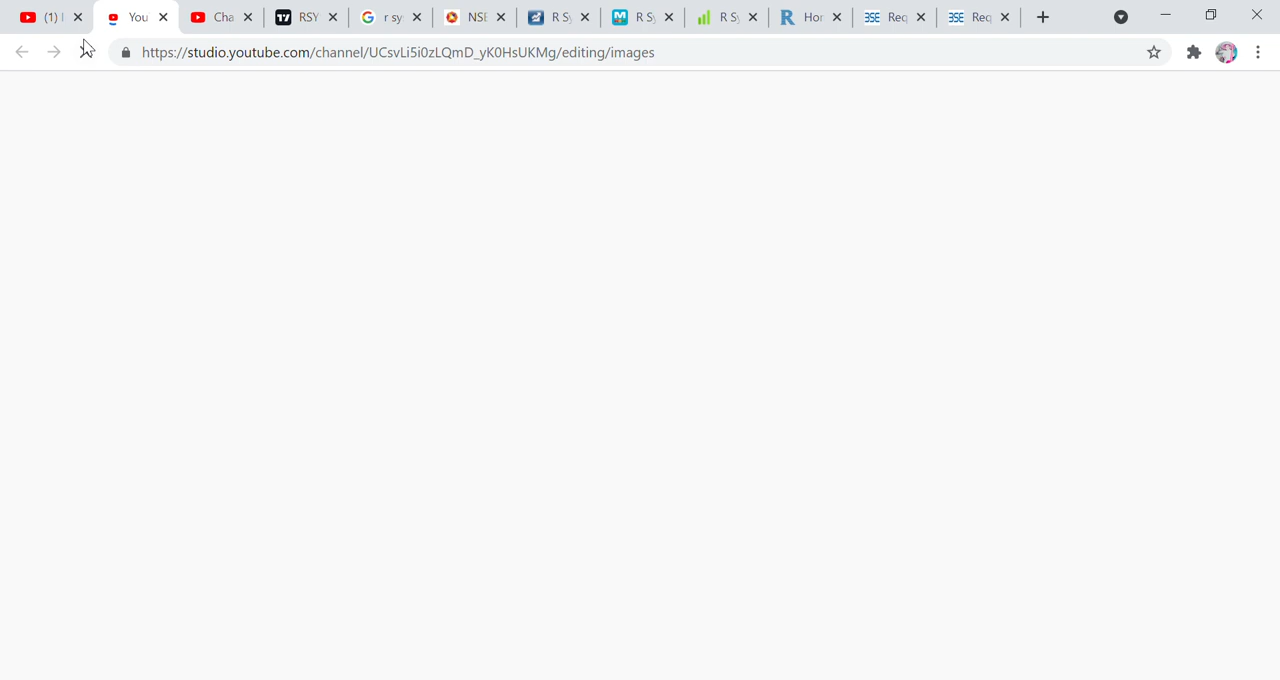 (1) I You Cha RSY r sy NSE R Sy R Sy R Sy Hor Req Req
https://studio.youtube.com/channel/UCsvLi5i0zLQmD_yK0HsUKMg/editing/images